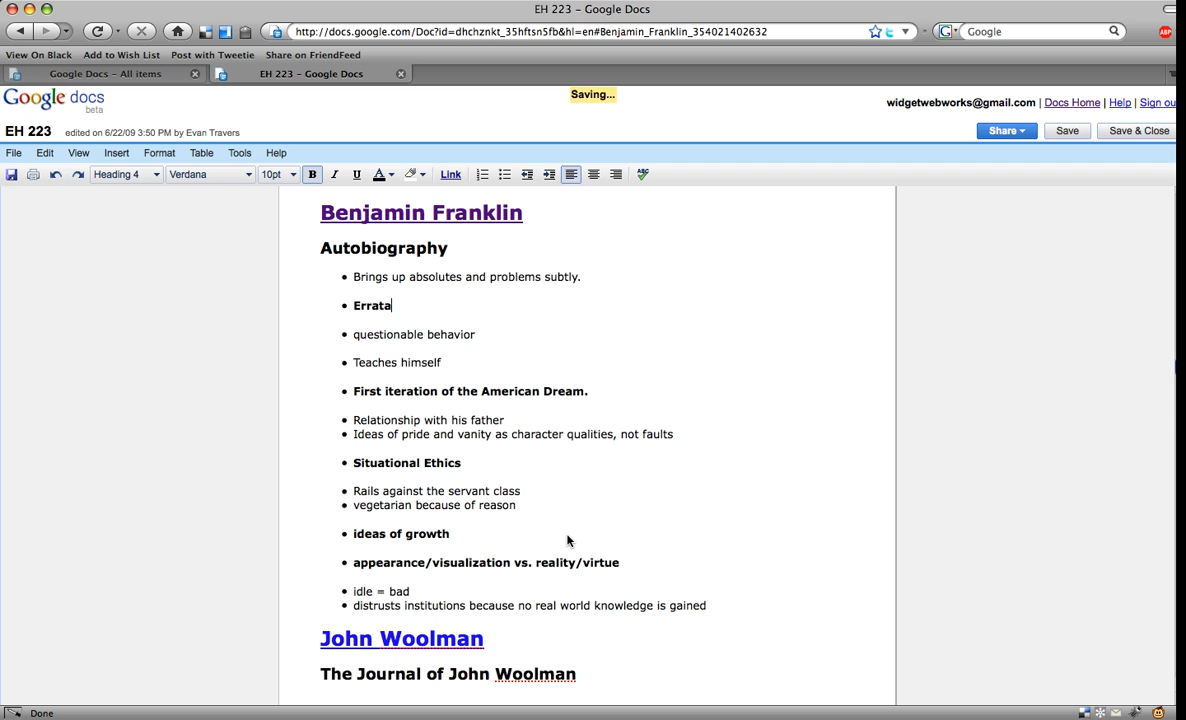 EH 223 - Google Docs
http://docs.google.com/Doc?id=dhchznkt_35hftsn5fb&hl=en#Benjamin_Franklin_354021402632
Google
ABP
View On Black Add to Wish List Post with Tweetie Share on FriendFeed
Google Docs - All items
EH 223 - Google Docs
Google docs
beta
Saving...
widgetwebworks@gmail.com | Docs Home | Help | Sign ou
EH 223 edited on 6/22/09 3:50 PM by Evan Travers
Share Save Save & Close
File Edit View Insert Format Table Tools Help
Heading 4 Verdana 10pt B I U A Link
Benjamin Franklin
Autobiography
• Brings up absolutes and problems subtly.
• Errata
• questionable behavior
• Teaches himself
• First iteration of the American Dream.
• Relationship with his father
• Ideas of pride and vanity as character qualities, not faults
• Situational Ethics
• Rails against the servant class
• vegetarian because of reason
• ideas of growth
• appearance/visualization vs. reality/virtue
• idle = bad
• distrusts institutions because no real world knowledge is gained
John Woolman
The Journal of John Woolman
Done